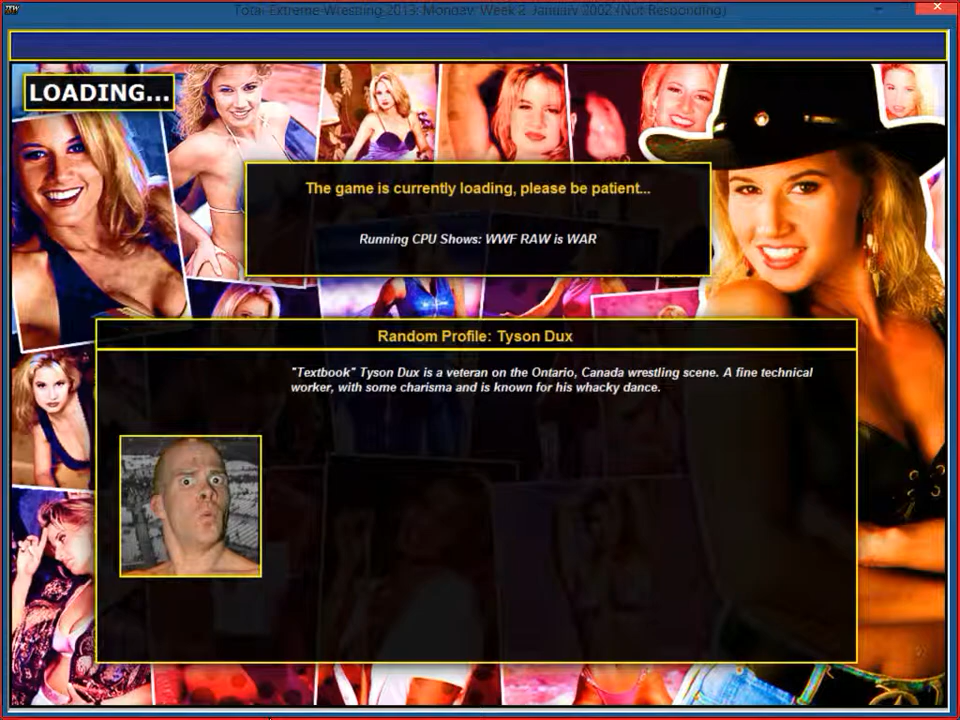 Total Extreme Wrestling 2013: Monday, Week 2, January 2002 (Not Responding)
LOADING...
The game is currently loading, please be patient...
Running CPU Shows: WWF RAW is WAR
Random Profile: Tyson Dux
"Textbook" Tyson Dux is a veteran on the Ontario, Canada wrestling scene. A fine technical
worker, with some charisma and is known for his whacky dance.